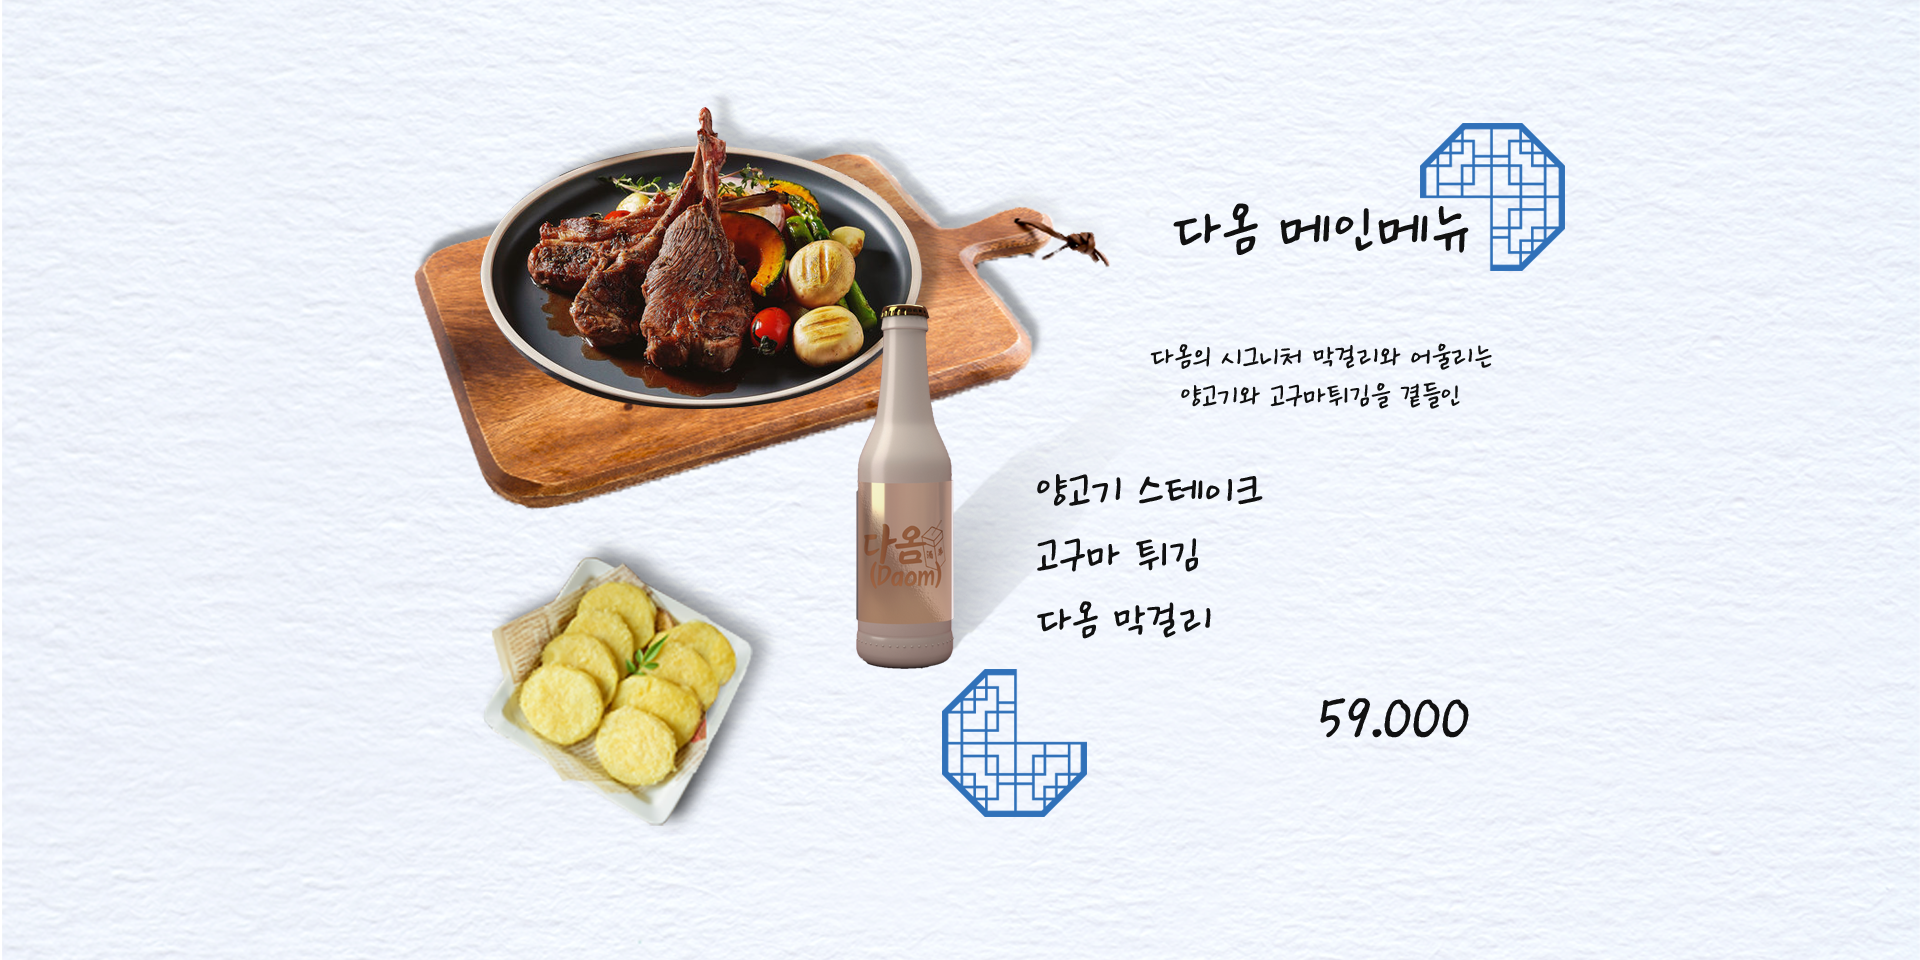 다옴 메인메뉴
다옴의 시그니처 막걸리와 어울리는
양고기와 고구마튀김을 곁들인
양고기 스테이크
고구마 튀김
다옴 막걸리
59.000
다옴
(Daom)